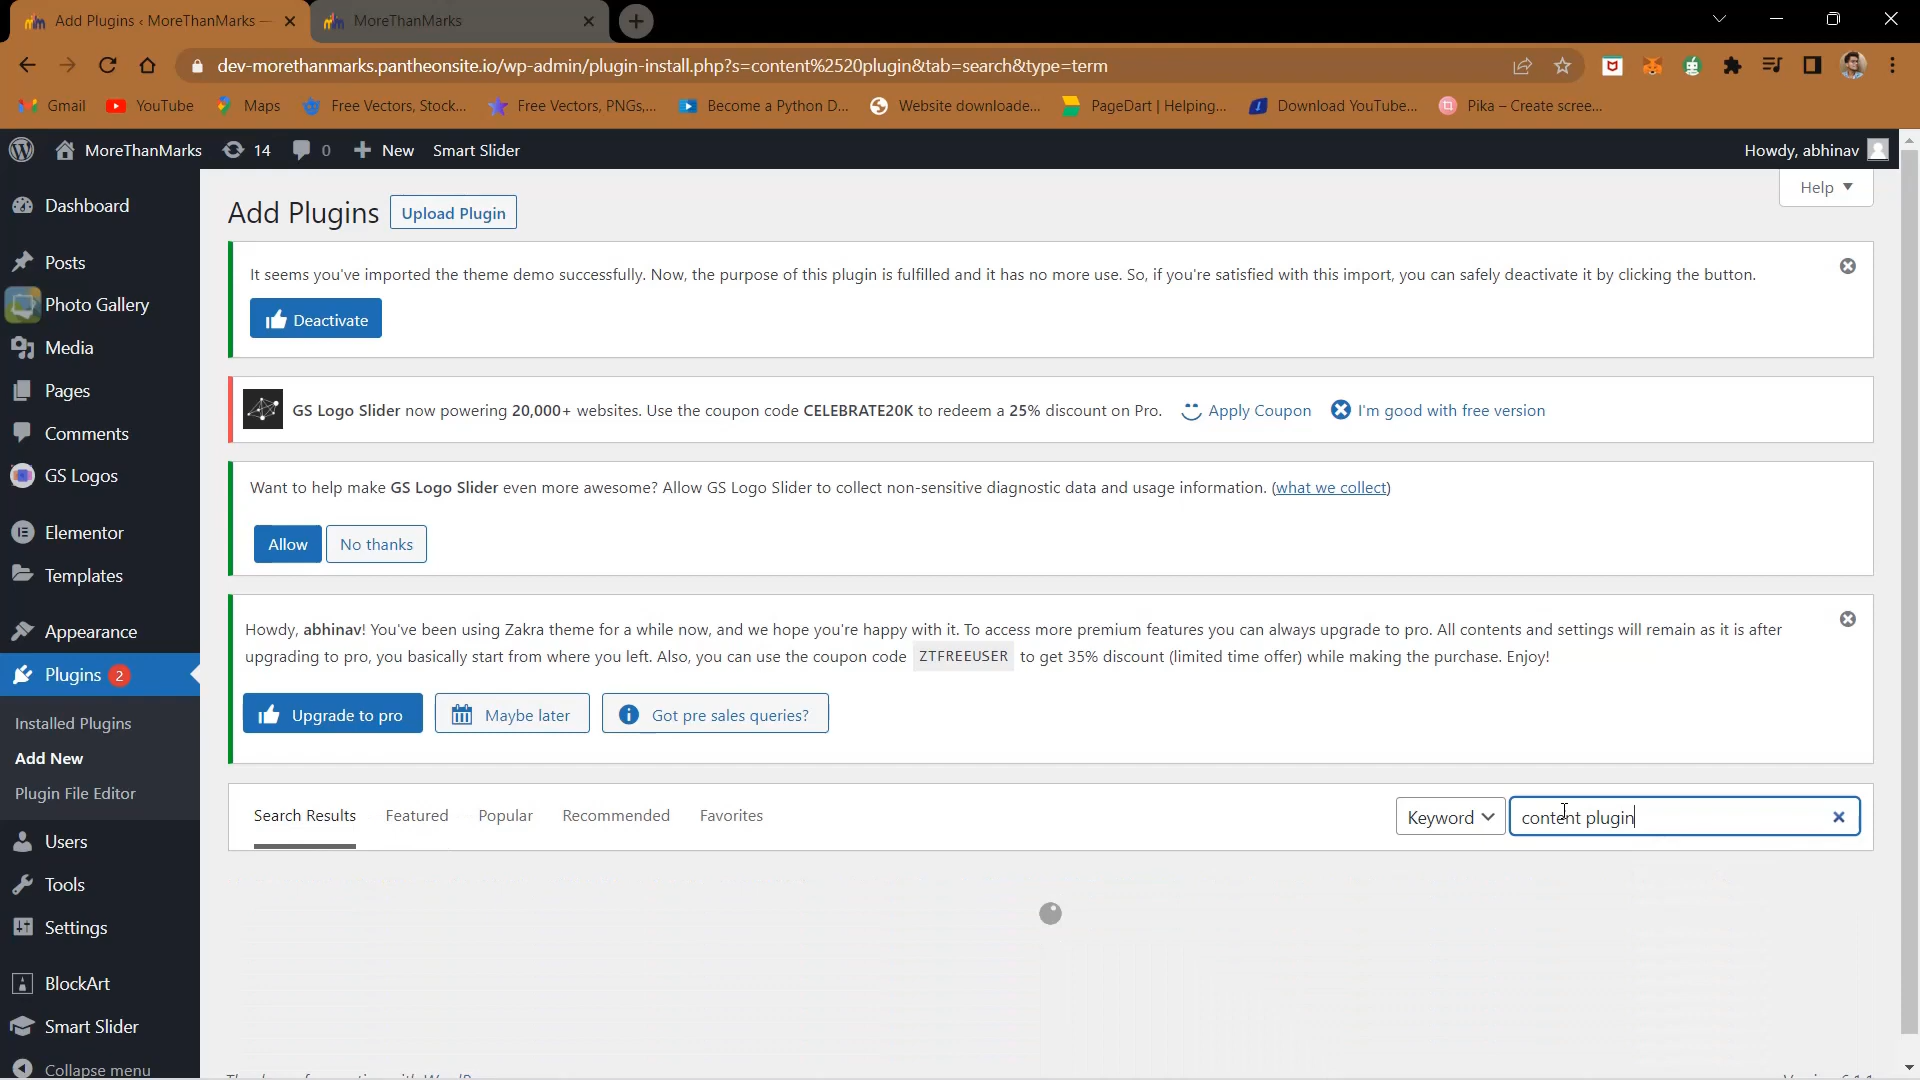 Add Plugins ‹ MoreThanMarks —
MoreThanMarks
dev-morethanmarks.pantheonsite.io/wp-admin/plugin-install.php?s=content%2520plugin&tab=search&type=term
Gmail YouTube Maps Free Vectors, Stock... Free Vectors, PNGs,... Become a Python D... Website downloade... PageDart | Helping... Download YouTube... Pika – Create scree...
MoreThanMarks 14 0 New Smart Slider Howdy, abhinav
Help
Dashboard
Posts
Photo Gallery
Media
Pages
Comments
GS Logos
Elementor
Templates
Appearance
Plugins 2
Installed Plugins
Add New
Plugin File Editor
Users
Tools
Settings
BlockArt
Smart Slider
Collapse menu
Add Plugins Upload Plugin
It seems you've imported the theme demo successfully. Now, the purpose of this plugin is fulfilled and it has no more use. So, if you're satisfied with this import, you can safely deactivate it by clicking the button.
Deactivate
GS Logo Slider now powering 20,000+ websites. Use the coupon code CELEBRATE20K to redeem a 25% discount on Pro. Apply Coupon I'm good with free version
Want to help make GS Logo Slider even more awesome? Allow GS Logo Slider to collect non-sensitive diagnostic data and usage information. (what we collect)
Allow No thanks
Howdy, abhinav! You've been using Zakra theme for a while now, and we hope you're happy with it. To access more premium features you can always upgrade to pro. All contents and settings will remain as it is after
upgrading to pro, you basically start from where you left. Also, you can use the coupon code ZTFREEUSER to get 35% discount (limited time offer) while making the purchase. Enjoy!
Upgrade to pro Maybe later Got pre sales queries?
Search Results Featured Popular Recommended Favorites Keyword content plugin